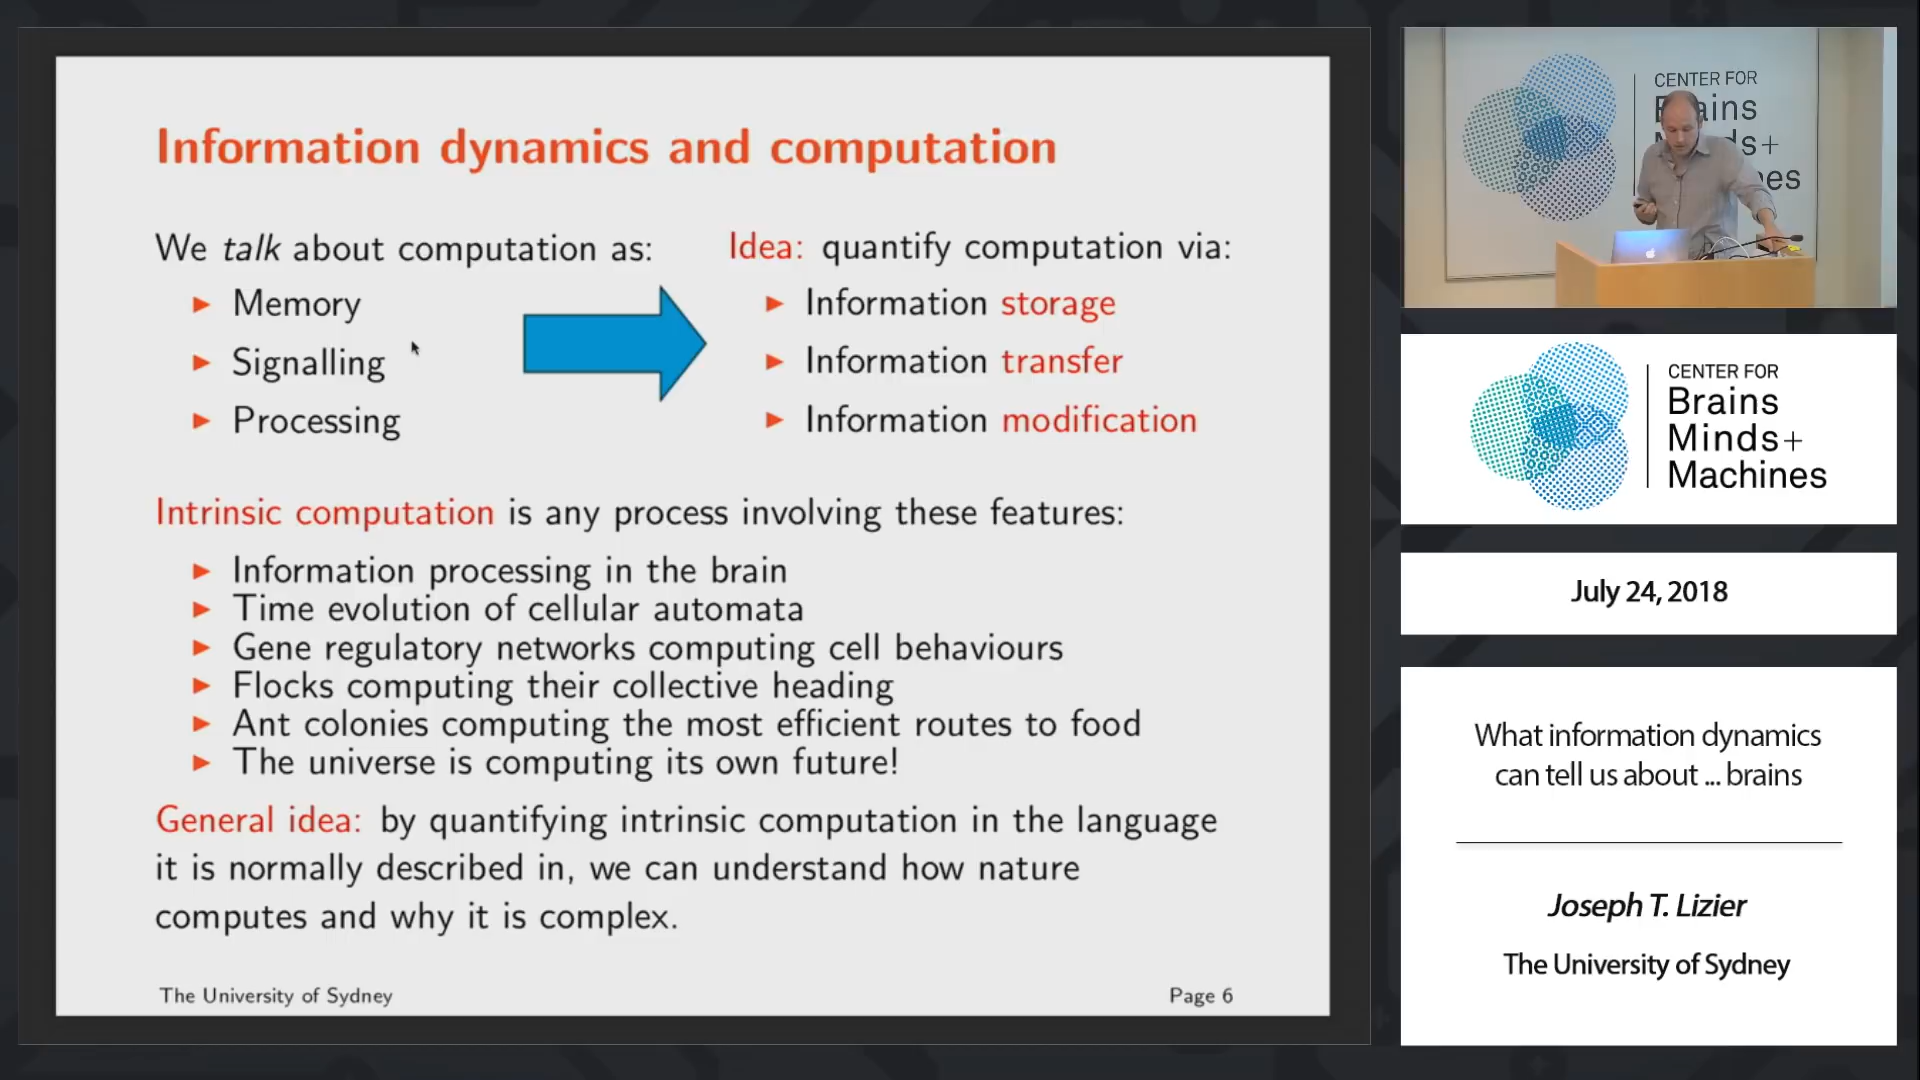 Information dynamics and computation
We talk about computation as:
▶ Memory
▶ Signalling
▶ Processing
Idea: quantify computation via:
▶ Information storage
▶ Information transfer
▶ Information modification
Intrinsic computation is any process involving these features:
▶ Information processing in the brain
▶ Time evolution of cellular automata
▶ Gene regulatory networks computing cell behaviours
▶ Flocks computing their collective heading
▶ Ant colonies computing the most efficient routes to food
▶ The universe is computing its own future!
General idea: by quantifying intrinsic computation in the language
it is normally described in, we can understand how nature
computes and why it is complex.
The University of Sydney
Page 6
CENTER FOR
Brains
Minds+
Machines
CENTER FOR
Brains
Minds+
Machines
July 24, 2018
What information dynamics
can tell us about ... brains
Joseph T. Lizier
The University of Sydney